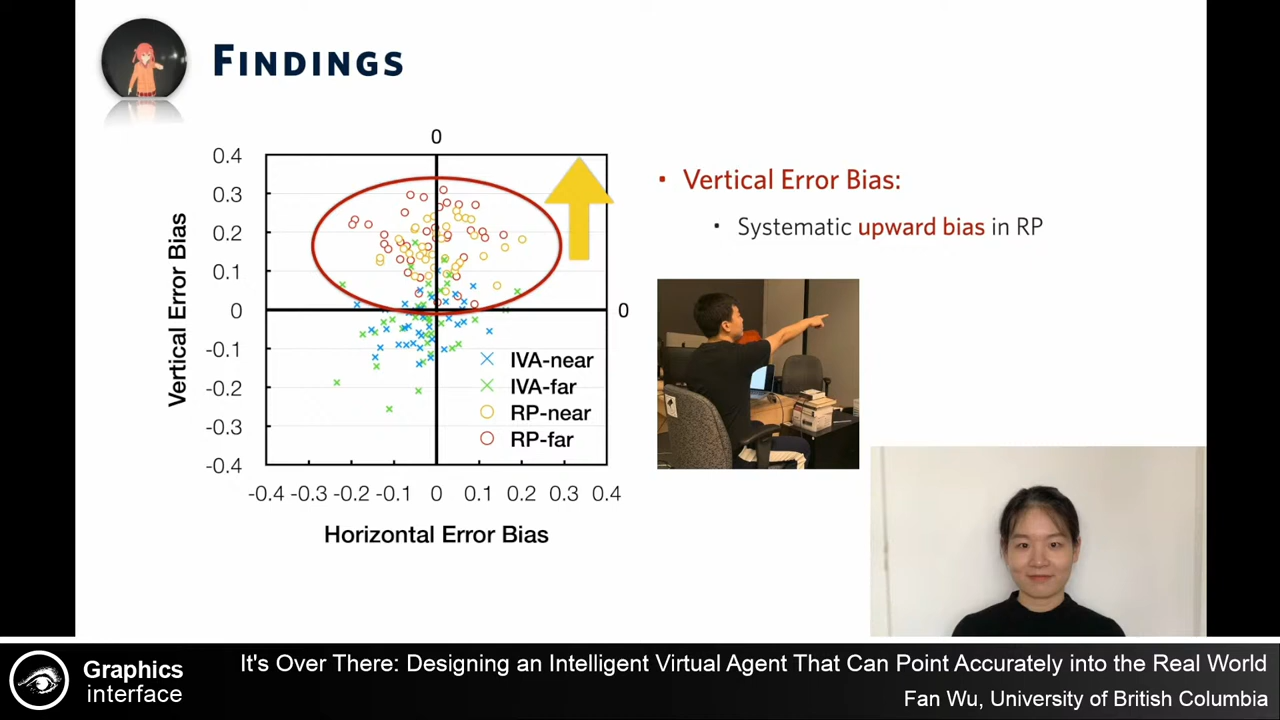 FINDINGS
0
0.4
0.3
0.2
0.1
0
-0.1
-0.2
-0.3
-0.4
Vertical Error Bias
0
IVA-near
IVA-far
RP-near
RP-far
-0.4 -0.3 -0.2 -0.1 0 0.1 0.2 0.3 0.4
Horizontal Error Bias
• Vertical Error Bias:
• Systematic upward bias in RP
Graphics
interface
It's Over There: Designing an Intelligent Virtual Agent That Can Point Accurately into the Real World
Fan Wu, University of British Columbia